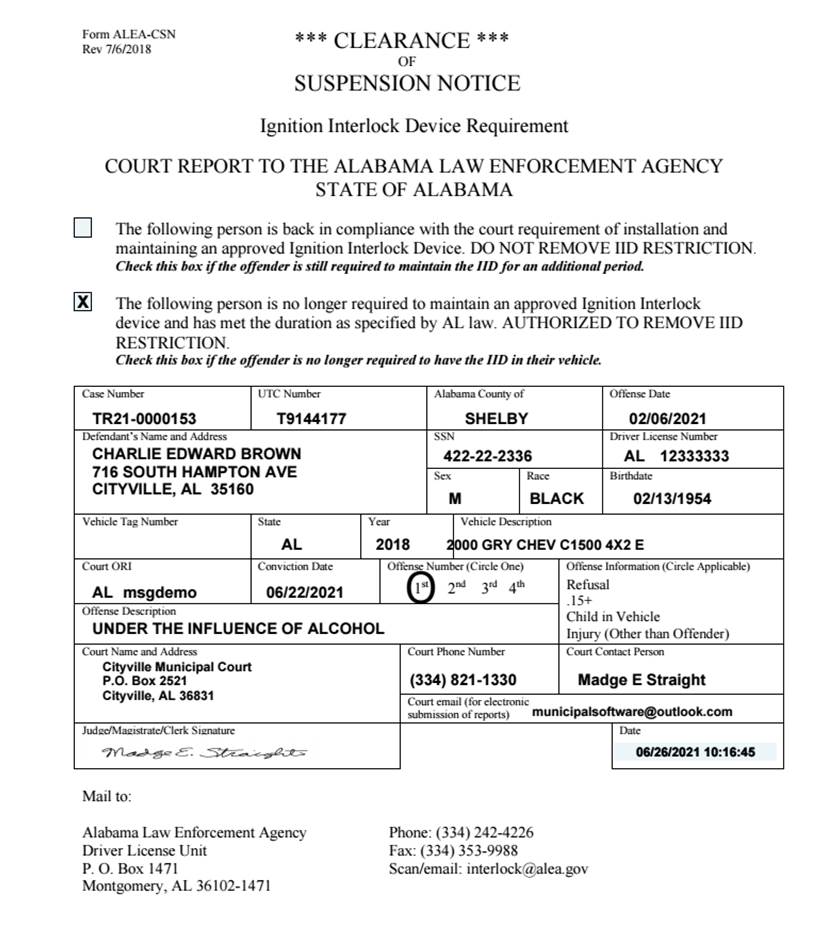 Form ALEA-CSN
Rev 7/6/2018
*** CLEARANCE ***
OF
SUSPENSION NOTICE
Ignition Interlock Device Requirement
COURT REPORT TO THE ALABAMA LAW ENFORCEMENT AGENCY
STATE OF ALABAMA
The following person is back in compliance with the court requirement of installation and
maintaining an approved Ignition Interlock Device. DO NOT REMOVE IID RESTRICTION.
Check this box if the offender is still required to maintain the IID for an additional period.
X The following person is no longer required to maintain an approved Ignition Interlock
device and has met the duration as specified by AL law. AUTHORIZED TO REMOVE IID
RESTRICTION.
Check this box if the offender is no longer required to have the IID in their vehicle.
Case Number UTC Number Alabama County of Offense Date
TR21-0000153 T9144177 SHELBY 02/06/2021
Defendant's Name and Address SSN Driver License Number
CHARLIE EDWARD BROWN 422-22-2336 AL 12333333
716 SOUTH HAMPTON AVE Sex Race Birthdate
CITYVILLE, AL 35160 M BLACK 02/13/1954
Vehicle Tag Number State Year Vehicle Description
AL 2018 2000 GRY CHEV C1500 4X2 E
Court ORI Conviction Date Offense Number (Circle One) Offense Information (Circle Applicable)
AL msgdemo 06/22/2021 1st 2nd 3rd 4th Refusal
.15+
Offense Description Child in Vehicle
UNDER THE INFLUENCE OF ALCOHOL Injury (Other than Offender)
Court Name and Address Court Phone Number Court Contact Person
Cityville Municipal Court
P.O. Box 2521 (334) 821-1330 Madge E Straight
Cityville, AL 36831
Court email (for electronic
submission of reports) municipalsoftware@outlook.com
Judge/Magistrate/Clerk Signature Date
Madge E. Straight 06/26/2021 10:16:45
Mail to:
Alabama Law Enforcement Agency Phone: (334) 242-4226
Driver License Unit Fax: (334) 353-9988
P. O. Box 1471 Scan/email: interlock@alea.gov
Montgomery, AL 36102-1471